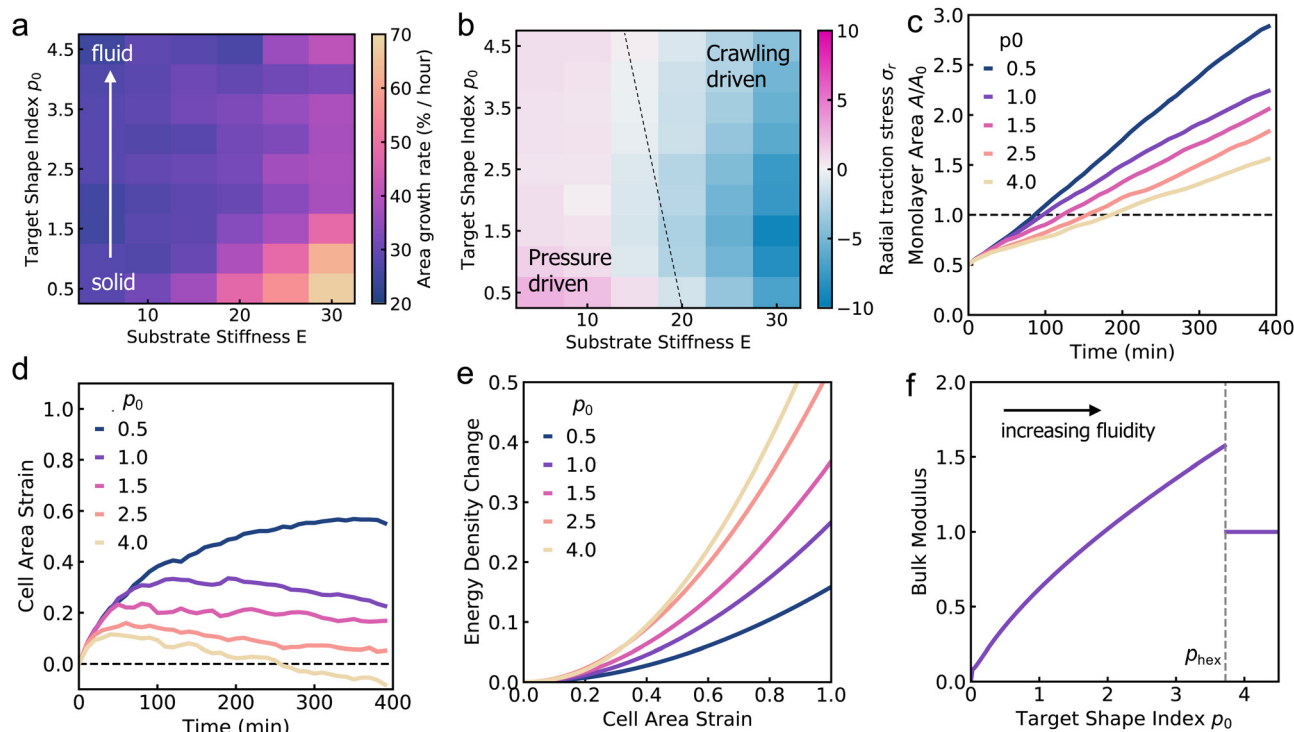 a
4.5
3.5
2.5
1.5
0.5
Target Shape Index p₀
fluid
solid
10
20
30
Substrate Stiffness E
70
60
50
40
30
20
Area growth rate (% / hour)
b
4.5
3.5
2.5
1.5
0.5
Target Shape Index p₀
Crawling
driven
Pressure
driven
10
20
30
Substrate Stiffness E
10
5
0
−5
−10
Radial traction stress σᵣ
c
3.0
2.5
2.0
1.5
1.0
0.5
0.0
Monolayer Area A/A₀
p0
0.5
1.0
1.5
2.5
4.0
0
100
200
300
400
Time (min)
d
1.0
0.8
0.6
0.4
0.2
0.0
Cell Area Strain
p₀
0.5
1.0
1.5
2.5
4.0
0
100
200
300
400
Time (min)
e
0.5
0.4
0.3
0.2
0.1
0
Energy Density Change
p₀
0.5
1.0
1.5
2.5
4.0
0.0
0.2
0.4
0.6
0.8
1.0
Cell Area Strain
f
2.0
1.5
1.0
0.5
0.0
Bulk Modulus
increasing fluidity
p_hex
0
1
2
3
4
Target Shape Index p₀